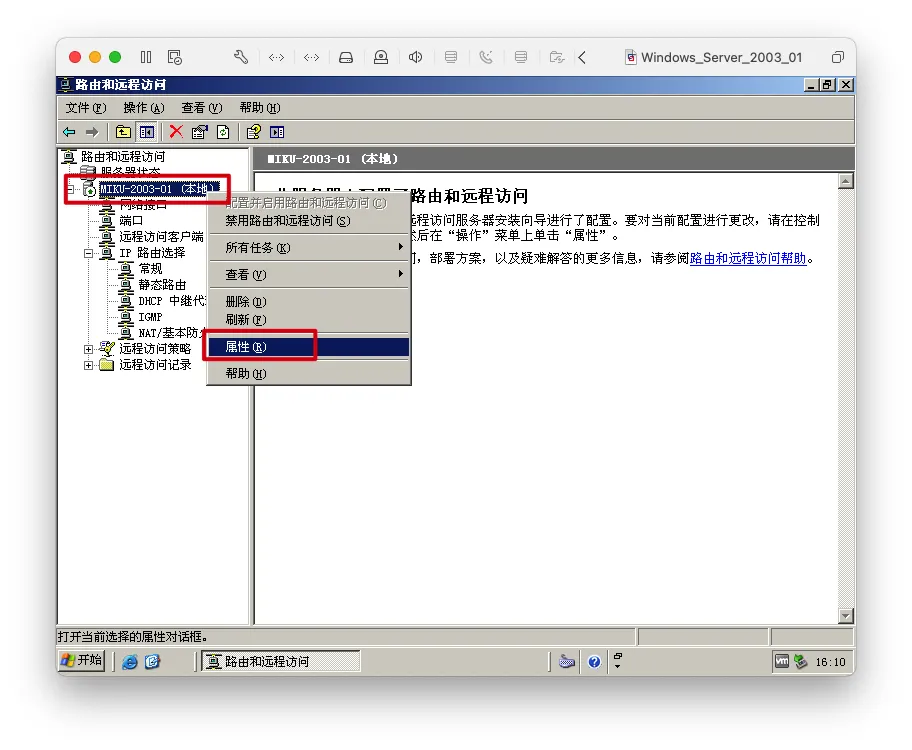 Windows_Server_2003_01
路由和远程访问
文件(F) 操作(A) 查看(V) 帮助(H)
路由和远程访问
服务器状态
MIKU-2003-01 (本地)
网络接口
端口
远程访问客户端
IP 路由选择
常规
静态路由
DHCP 中继代
IGMP
NAT/基本防火
远程访问策略
远程访问记录
配置并启用路由和远程访问(C)
禁用路由和远程访问(S)
所有任务(K)
查看(V)
删除(D)
刷新(F)
属性(R)
帮助(H)
MIKU-2003-01 (本地)
路由和远程访问
远程访问服务器安装向导进行了配置。要对当前配置进行更改，请在控制
然后在“操作”菜单上单击“属性”。
，部署方案，以及疑难解答的更多信息，请参阅路由和远程访问帮助。
打开当前选择的属性对话框。
开始 路由和远程访问 16:10